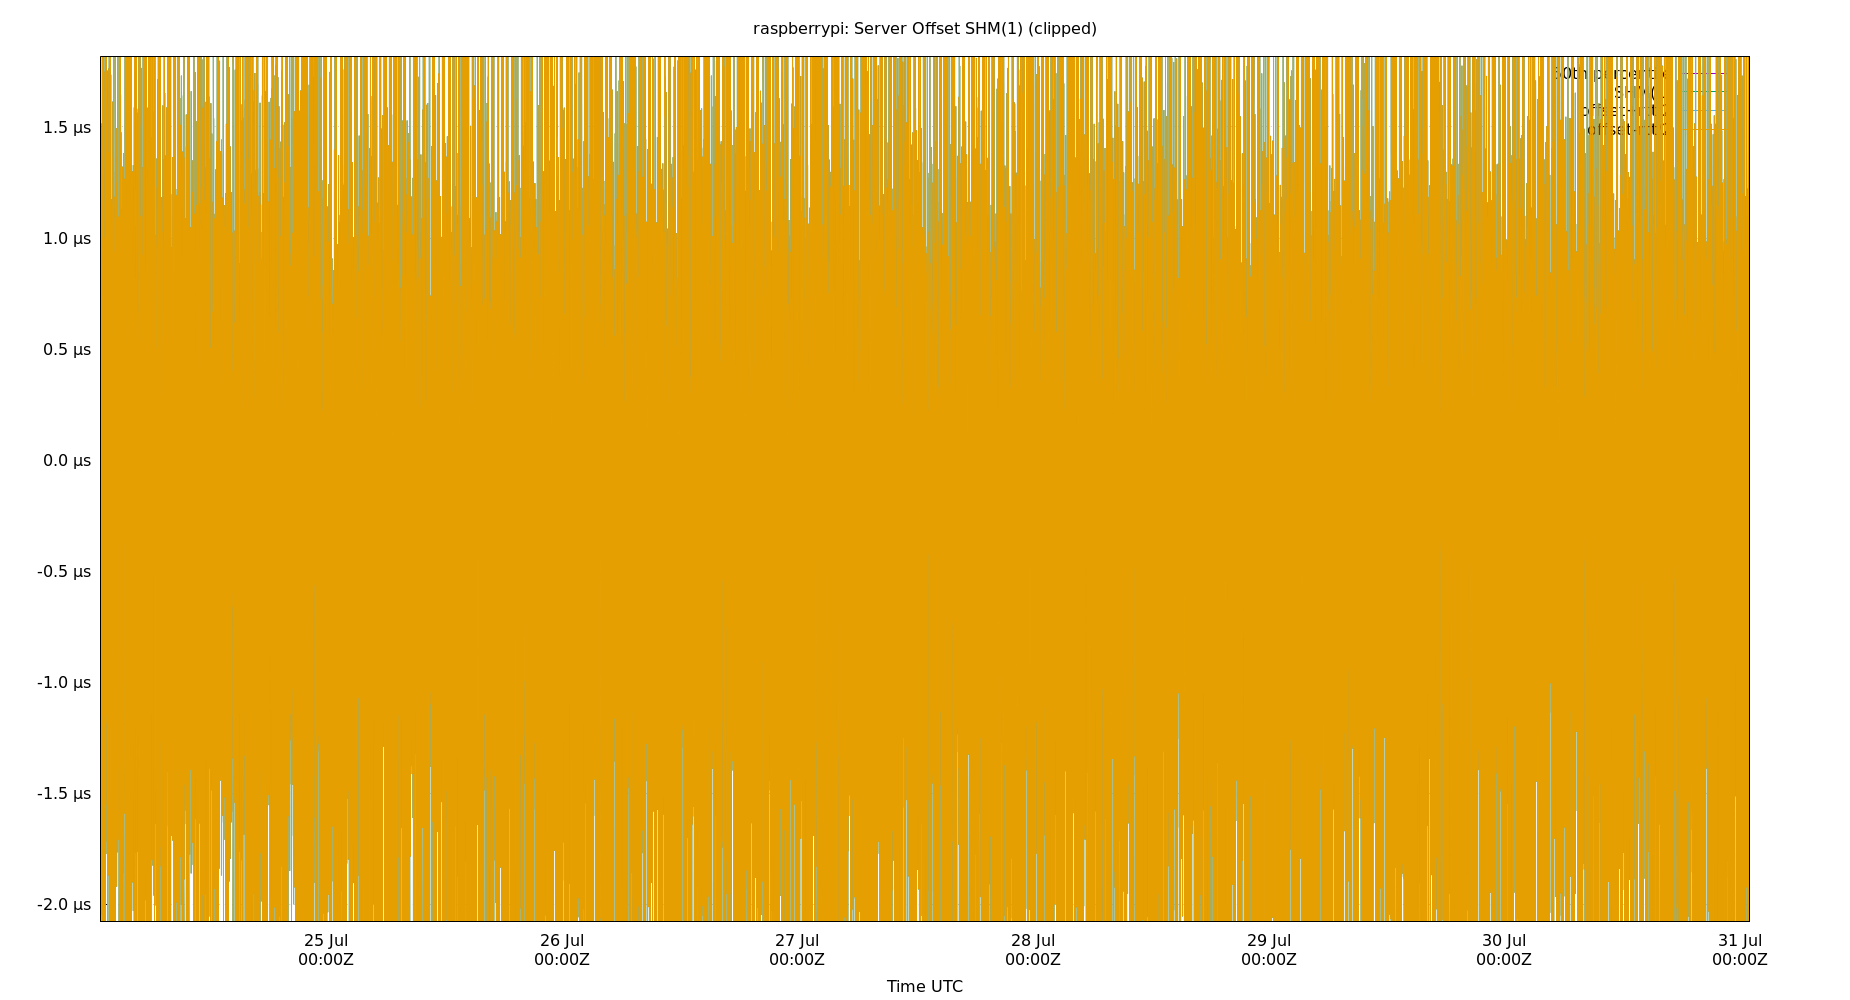 raspberrypi: Server Offset SHM(1) (clipped)
1.5 µs
1.0 µs
0.5 µs
0.0 µs
-0.5 µs
-1.0 µs
-1.5 µs
-2.0 µs
25 Jul 26 Jul 27 Jul 28 Jul 29 Jul 30 Jul 31 Jul
00:00Z 00:00Z 00:00Z 00:00Z 00:00Z 00:00Z 00:00Z
Time UTC